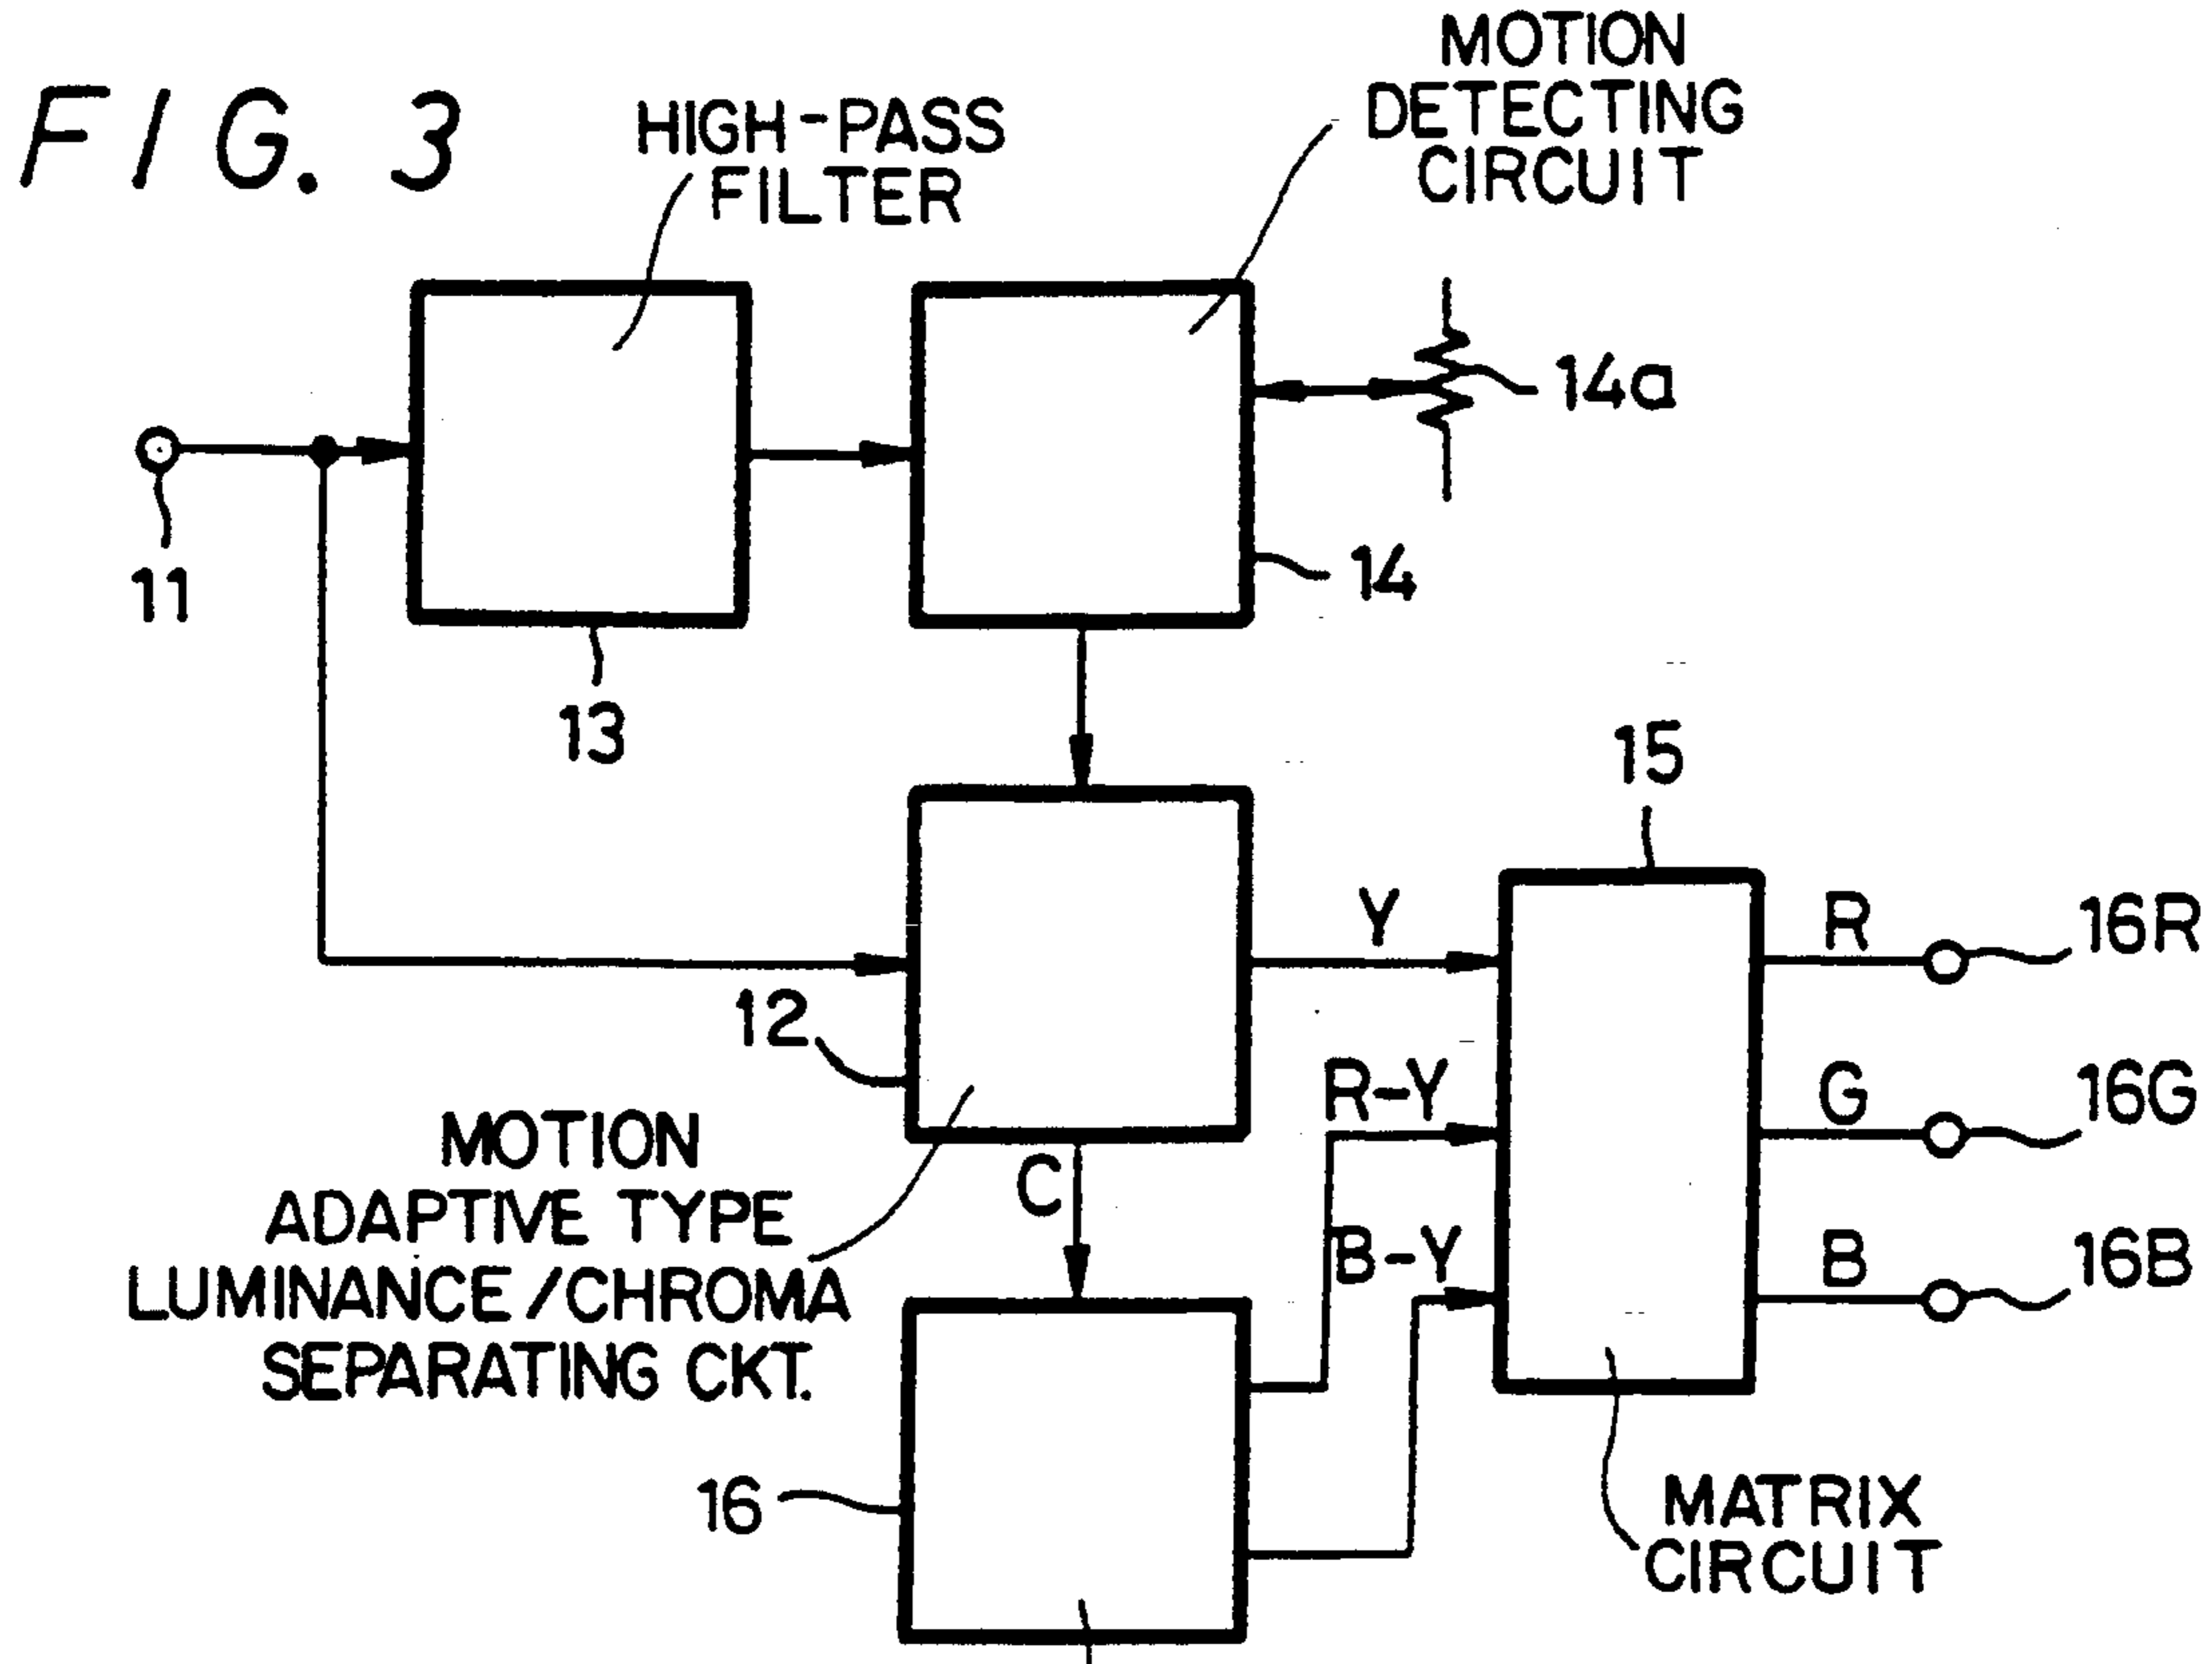 FIG. 3
HIGH-PASS
FILTER
MOTION
DETECTING
CIRCUIT
14a
11
14
13
15
Y
R
16R
12
R-Y
G
16G
MOTION
ADAPTIVE TYPE
LUMINANCE/CHROMA
SEPARATING CKT.
C
B-Y
B
16B
16
MATRIX
CIRCUIT